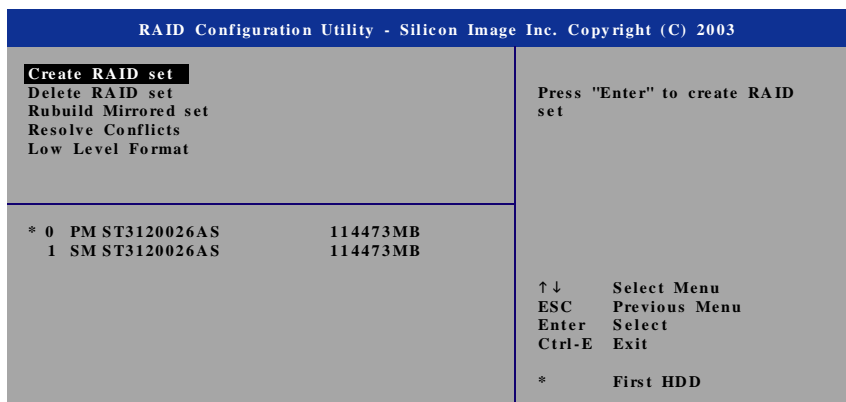 RAID Configuration Utility - Silicon Image Inc. Copyright (C) 2003
Create RAID set
Delete RAID set
Rubuild Mirrored set
Resolve Conflicts
Low Level Format
Press "Enter" to create RAID
set
* 0 PM ST3120026AS 114473MB
1 SM ST3120026AS 114473MB
↑↓ Select Menu
ESC Previous Menu
Enter Select
Ctrl-E Exit
* First HDD